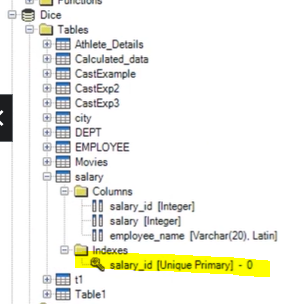 Functions
Dice
Tables
Athlete_Details
Calculated_data
CastExample
CastExp2
CastExp3
city
DEPT
EMPLOYEE
Movies
salary
Columns
salary_id [Integer]
salary [Integer]
employee_name [Varchar(20), Latin]
Indexes
salary_id [Unique Primary] - 0
t1
Table1